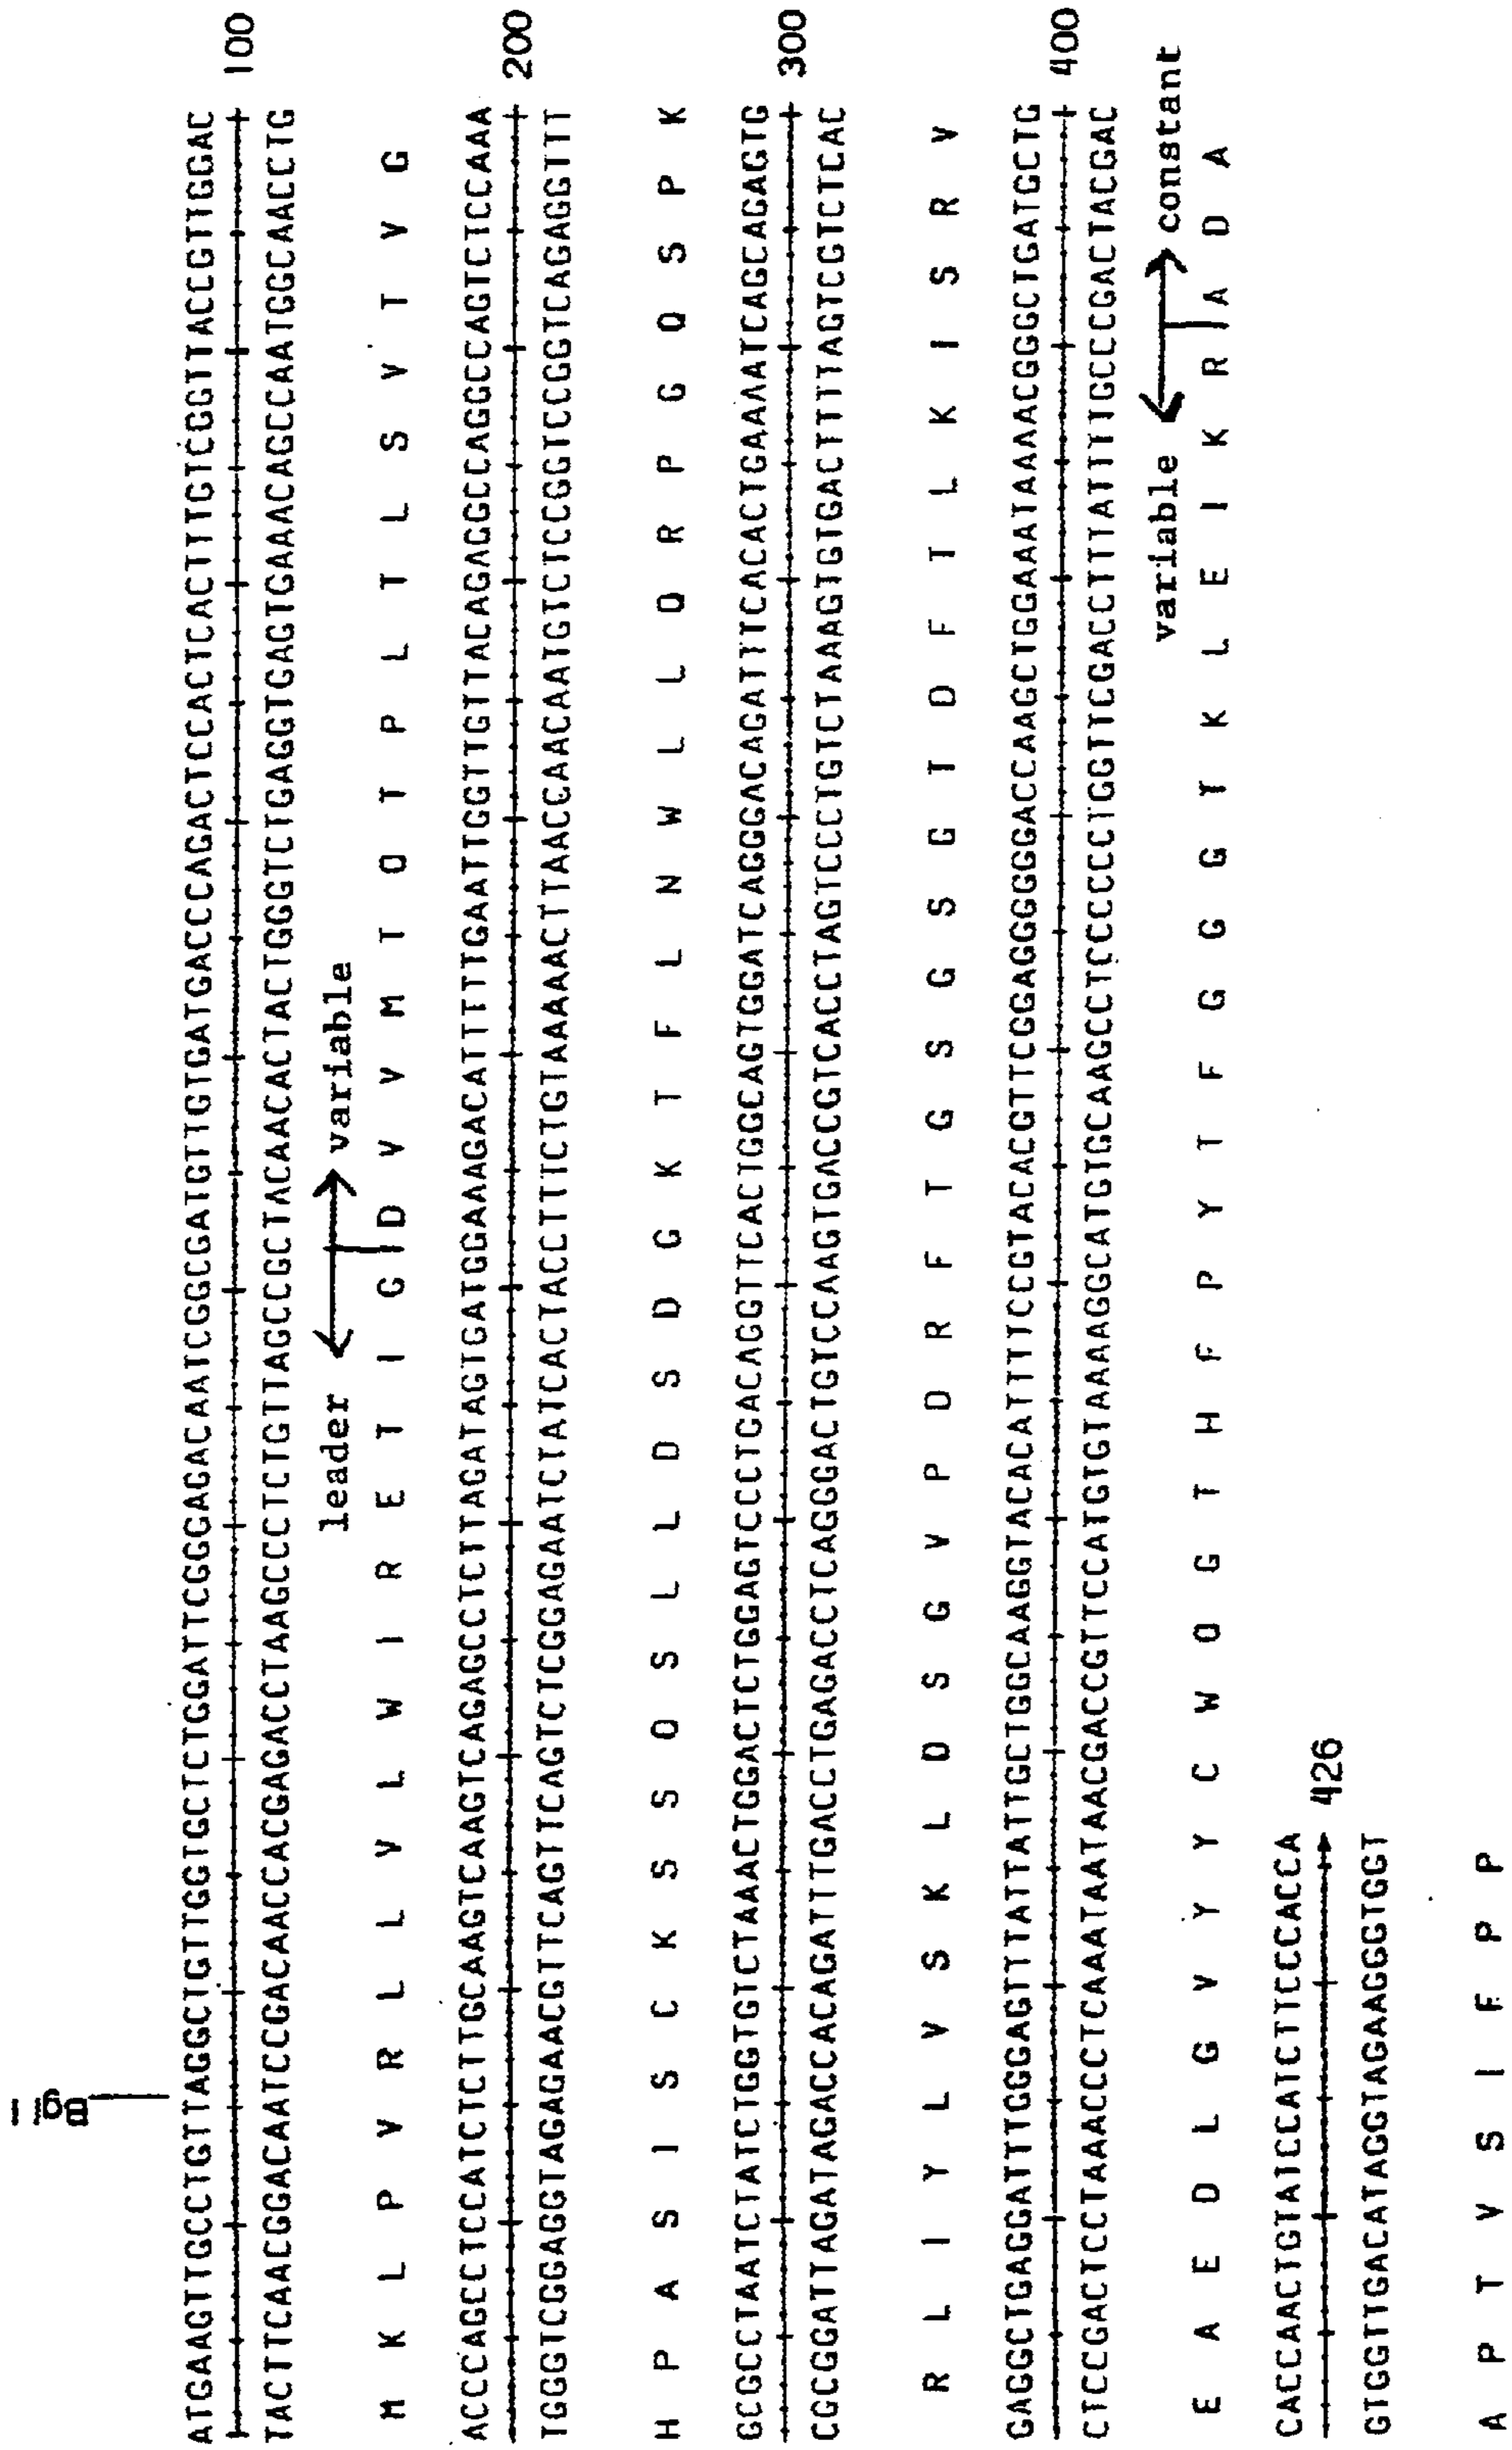 Bgl I
ATGAAGTTGCCTGTTAGGCTGTTGGTGCTCTGGATTCGGGAGACAATCGGCGATGTTGTGATGACCCAGACTCCACTCACTTTGTCGGTTACCGTTGGAC
100
TACTTCAACGGACAATCCGACAACCACGAGACCTAAGCCCTCTGTTAGCCGCTACAACACTACTGGGTCTGAGGTGAGTGAAACAGCCAATGGCAACCTG
leader variable
M K L P V R L L V L W I R E T I G D V V M T Q T P L T L S V T V G
ACCCAGCCTCCATCTCTTGCAAGTCAAGTCAGAGCCTCTTAGATAGTGATGGAAAGACATTTTTGAATTGGTTGTTACAGAGGCCAGGCCAGTCTCCAAA
200
TGGGTCGGAGGTAGAGAACGTTCAGTTCAGTCTCGGAGAATCTATCACTACCTTTCTGTAAAAACTTAACCAACAATGTCTCCGGTCCGGTCAGAGGTTT
H P A S I S C K S S Q S L L D S D G K T F L N W L L Q R P G Q S P K
GCGCCTAATCTATCTGGTGTCTAAACTGGACTCTGGAGTCCCTGACAGGTTCACTGGCAGTGGATCAGGGACAGATTTCACACTGAAAATCAGCAGAGTG
300
CGCGGATTAGATAGACCACAGATTTGACCTGAGACCTCAGGGACTGTCCAAGTGACCGTCACCTAGTCCCTGTCTAAAGTGTGACTTTTAGTCGTCTCAC
R L I Y L V S K L D S G V P D R F T G S G S G T D F T L K I S R V
GAGGCTGAGGATTTGGGAGTTTATTATTGCTGGCAAGGTACACATTTTCCGTACACGTTCGGAGGGGGGACCAAGCTGGAAATAAAACGGGCTGATGCTG
400
CTCCGACTCCTAAACCCTCAAATAATAACGACCGTTCCATGTGTAAAAGGCATGTGCAAGCCTCCCCCCTGGTTCGACCTTTATTTTGCCCGACTACGAC
variable constant
E A E D L G V Y Y C W Q G T H F P Y T F G G G T K L E I K R A D A
CACCAACTGTATCCATCTTCCCACCA
426
GTGGTTGACATAGGTAGAAGGGTGGT
A P T V S I F P P